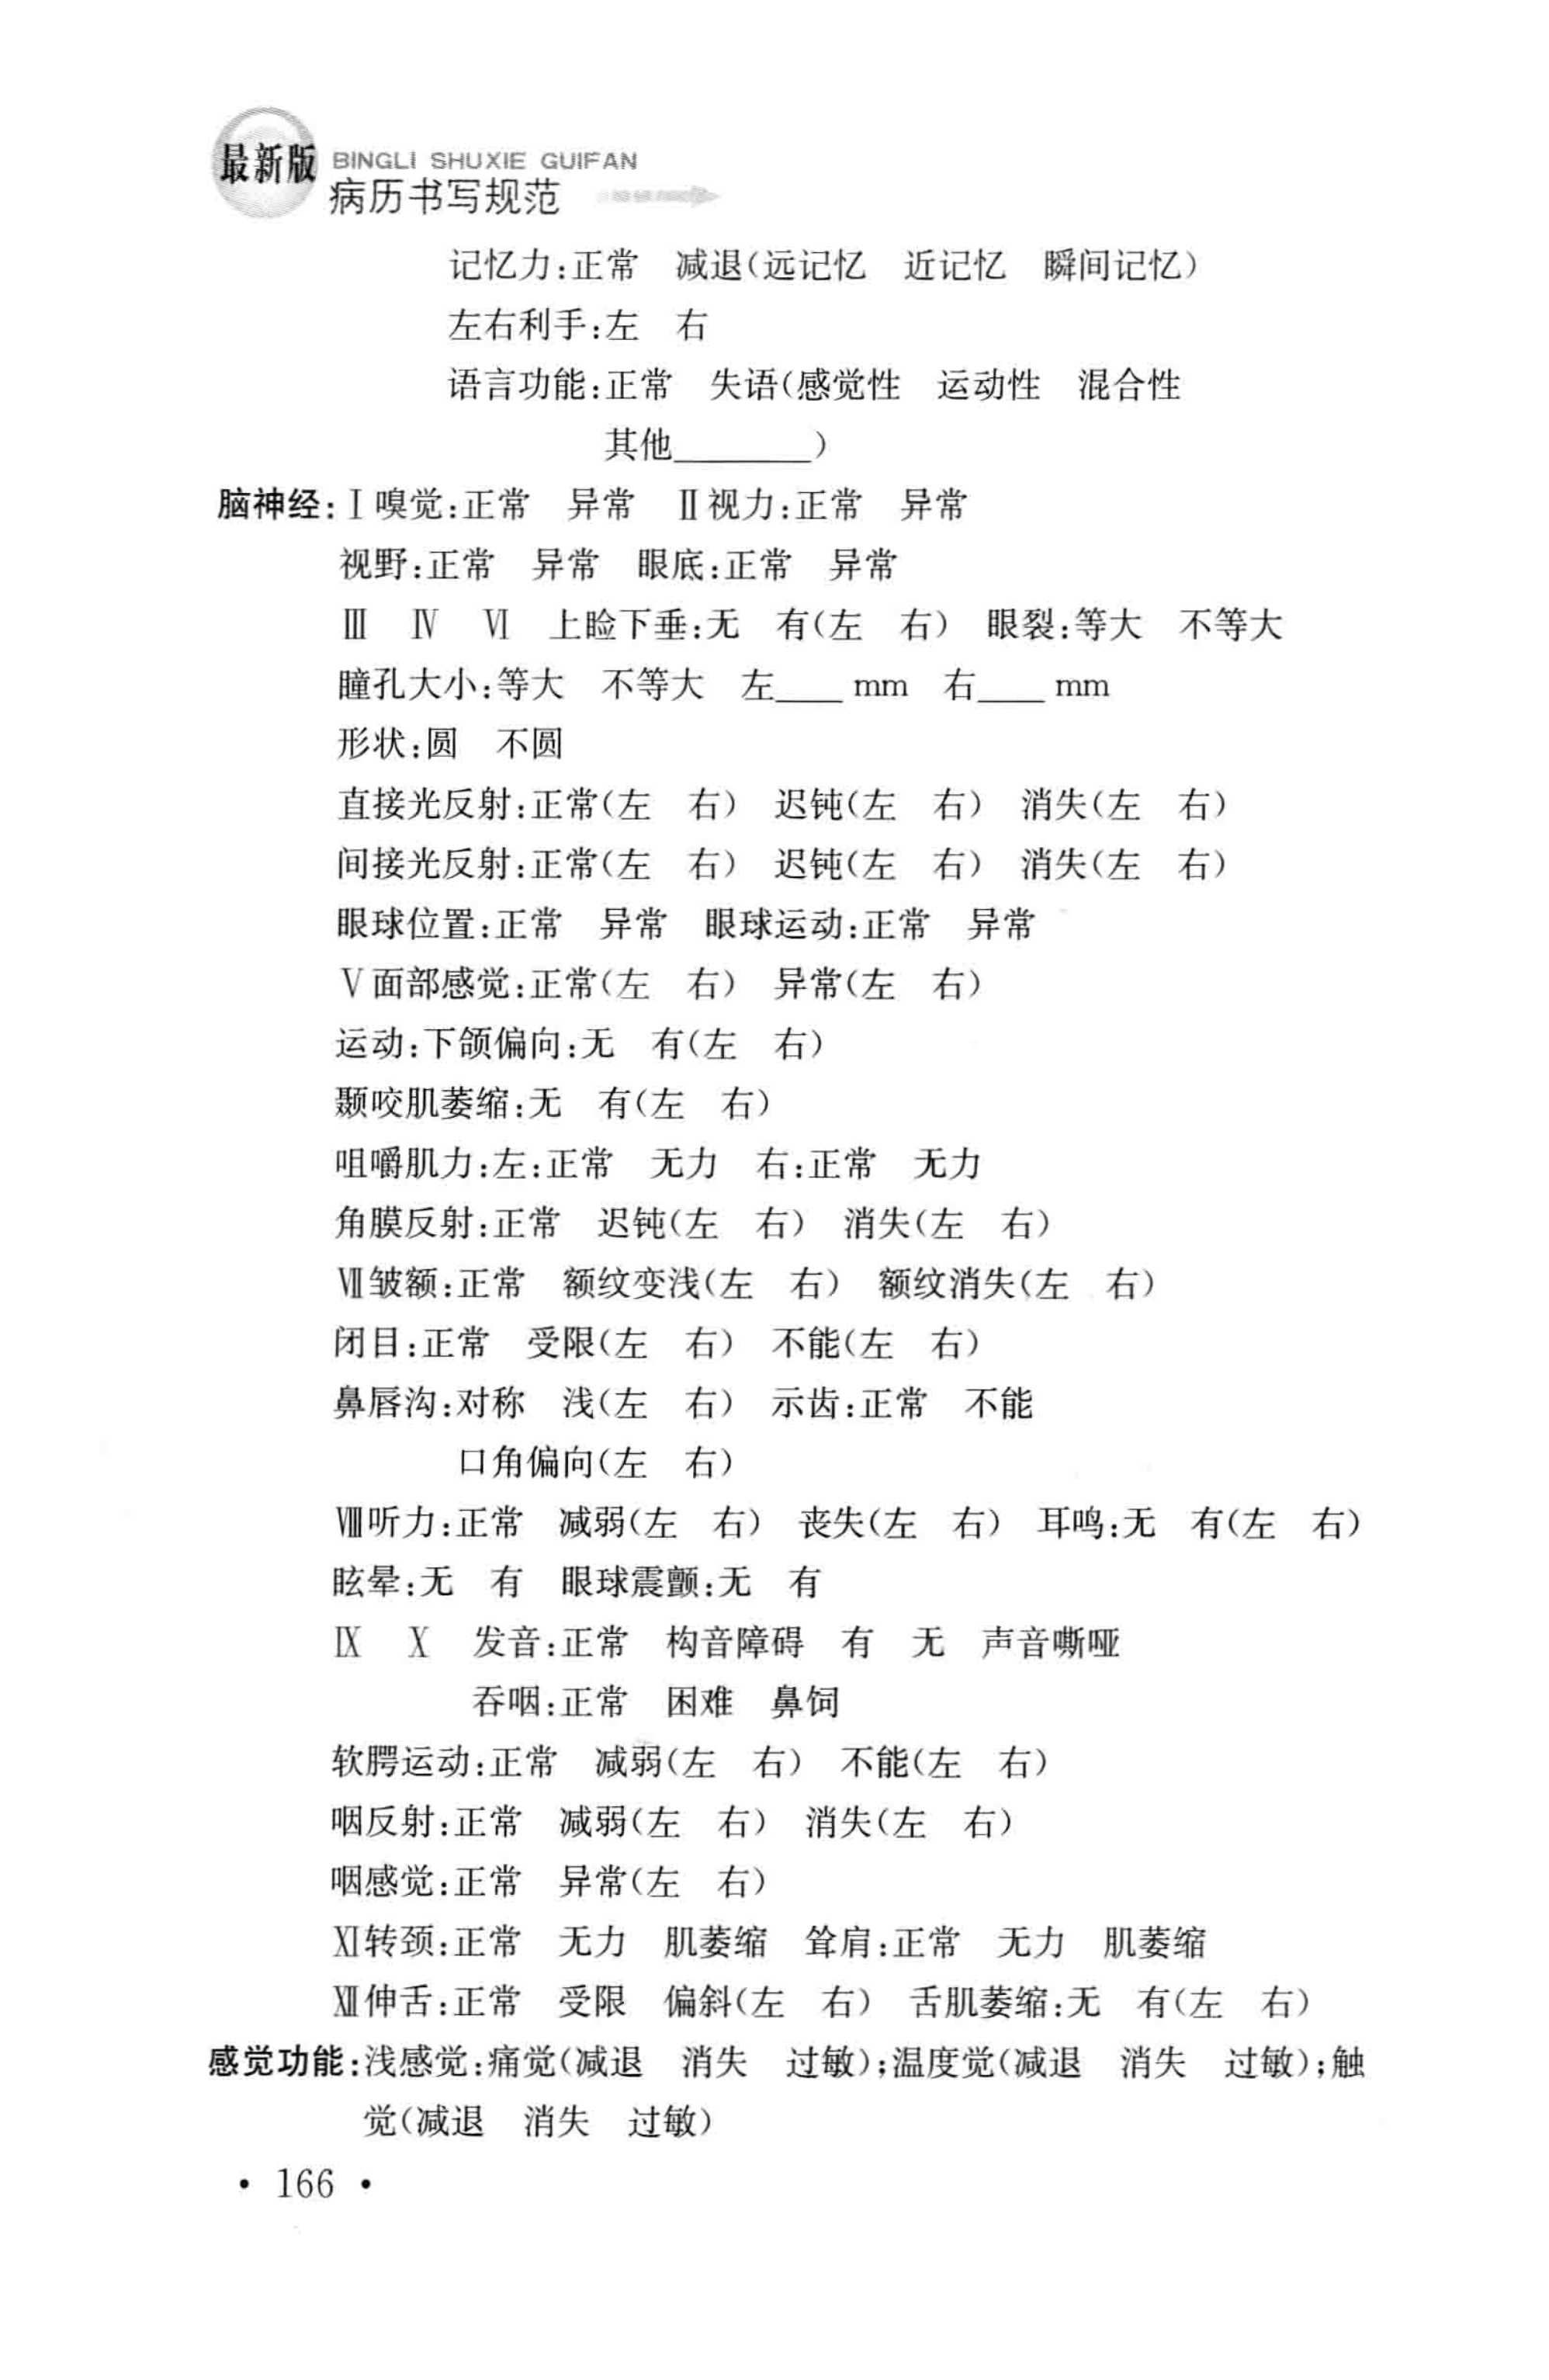 最新版
BINGLI SHUXIE GUIFAN
病历书写规范
记忆力:正常　减退(远记忆　近记忆　瞬间记忆)
左右利手:左　右
语言功能:正常　失语(感觉性　运动性　混合性
其他________)
脑神经:Ⅰ嗅觉:正常　异常　Ⅱ视力:正常　异常
视野:正常　异常　眼底:正常　异常
Ⅲ　Ⅳ　Ⅵ　上睑下垂:无　有(左　右)　眼裂:等大　不等大
瞳孔大小:等大　不等大　左____ mm　右____ mm
形状:圆　不圆
直接光反射:正常(左　右)　迟钝(左　右)　消失(左　右)
间接光反射:正常(左　右)　迟钝(左　右)　消失(左　右)
眼球位置:正常　异常　眼球运动:正常　异常
Ⅴ面部感觉:正常(左　右)　异常(左　右)
运动:下颌偏向:无　有(左　右)
颞咬肌萎缩:无　有(左　右)
咀嚼肌力:左:正常　无力　右:正常　无力
角膜反射:正常　迟钝(左　右)　消失(左　右)
Ⅶ皱额:正常　额纹变浅(左　右)　额纹消失(左　右)
闭目:正常　受限(左　右)　不能(左　右)
鼻唇沟:对称　浅(左　右)　示齿:正常　不能
口角偏向(左　右)
Ⅷ听力:正常　减弱(左　右)　丧失(左　右)　耳鸣:无　有(左　右)
眩晕:无　有　眼球震颤:无　有
Ⅸ　Ⅹ　发音:正常　构音障碍　有　无　声音嘶哑
吞咽:正常　困难　鼻饲
软腭运动:正常　减弱(左　右)　不能(左　右)
咽反射:正常　减弱(左　右)　消失(左　右)
咽感觉:正常　异常(左　右)
Ⅺ转颈:正常　无力　肌萎缩　耸肩:正常　无力　肌萎缩
Ⅻ伸舌:正常　受限　偏斜(左　右)　舌肌萎缩:无　有(左　右)
感觉功能:浅感觉:痛觉(减退　消失　过敏);温度觉(减退　消失　过敏);触
觉(减退　消失　过敏)
· 166 ·